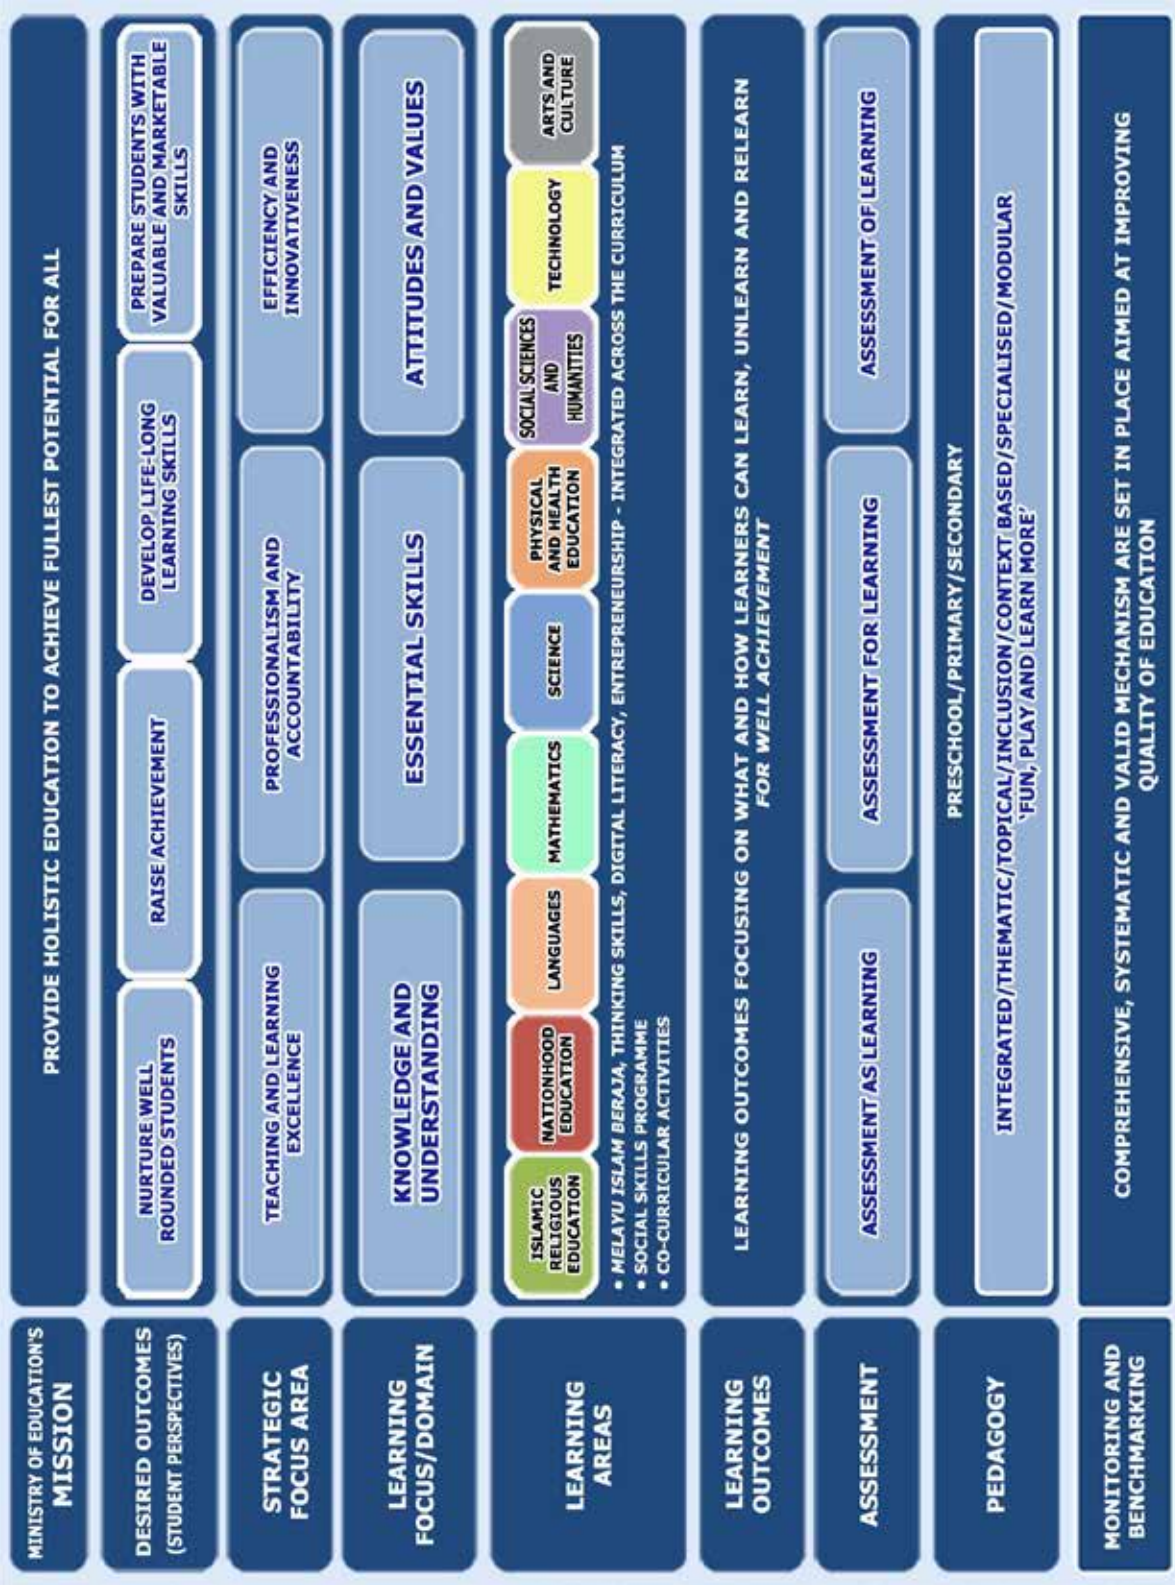 MINISTRY OF EDUCATION'S
MISSION
PROVIDE HOLISTIC EDUCATION TO ACHIEVE FULLEST POTENTIAL FOR ALL
DESIRED OUTCOMES
(STUDENT PERSPECTIVES)
NURTURE WELL
ROUNDED STUDENTS
RAISE ACHIEVEMENT
DEVELOP LIFE-LONG
LEARNING SKILLS
PREPARE STUDENTS WITH
VALUABLE AND MARKETABLE
SKILLS
STRATEGIC
FOCUS AREA
TEACHING AND LEARNING
EXCELLENCE
PROFESSIONALISM AND
ACCOUNTABILITY
EFFICIENCY AND
INNOVATIVENESS
LEARNING
FOCUS/DOMAIN
KNOWLEDGE AND
UNDERSTANDING
ESSENTIAL SKILLS
ATTITUDES AND VALUES
LEARNING
AREAS
ISLAMIC
RELIGIOUS
EDUCATION
NATIONHOOD
EDUCATION
LANGUAGES
MATHEMATICS
SCIENCE
PHYSICAL
AND HEALTH
EDUCATION
SOCIAL SCIENCES
AND
HUMANITIES
TECHNOLOGY
ARTS AND
CULTURE
• MELAYU ISLAM BERAJA, THINKING SKILLS, DIGITAL LITERACY, ENTREPRENEURSHIP - INTEGRATED ACROSS THE CURRICULUM
• SOCIAL SKILLS PROGRAMME
• CO-CURRICULAR ACTIVITIES
LEARNING
OUTCOMES
LEARNING OUTCOMES FOCUSING ON WHAT AND HOW LEARNERS CAN LEARN, UNLEARN AND RELEARN
FOR WELL ACHIEVEMENT
ASSESSMENT
ASSESSMENT AS LEARNING
ASSESSMENT FOR LEARNING
ASSESSMENT OF LEARNING
PEDAGOGY
PRESCHOOL/PRIMARY/SECONDARY
INTEGRATED/THEMATIC/TOPICAL/INCLUSION/CONTEXT BASED/SPECIALISED/MODULAR
'FUN, PLAY AND LEARN MORE'
MONITORING AND
BENCHMARKING
COMPREHENSIVE, SYSTEMATIC AND VALID MECHANISM ARE SET IN PLACE AIMED AT IMPROVING
QUALITY OF EDUCATION